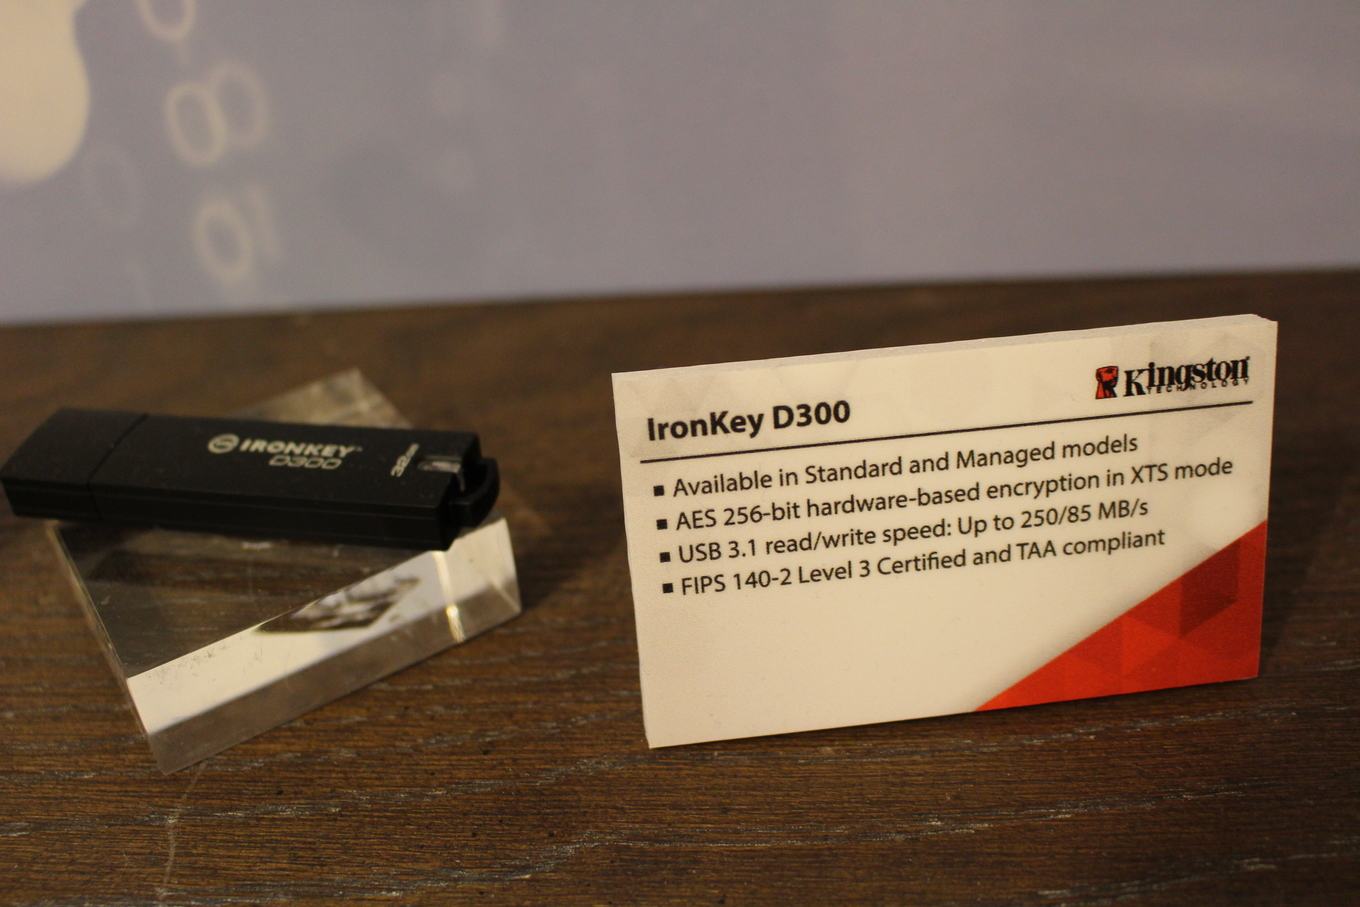 IRONKEY
D300
32GB
Kingston
TECHNOLOGY
IronKey D300
▪ Available in Standard and Managed models
▪ AES 256-bit hardware-based encryption in XTS mode
▪ USB 3.1 read/write speed: Up to 250/85 MB/s
▪ FIPS 140-2 Level 3 Certified and TAA compliant